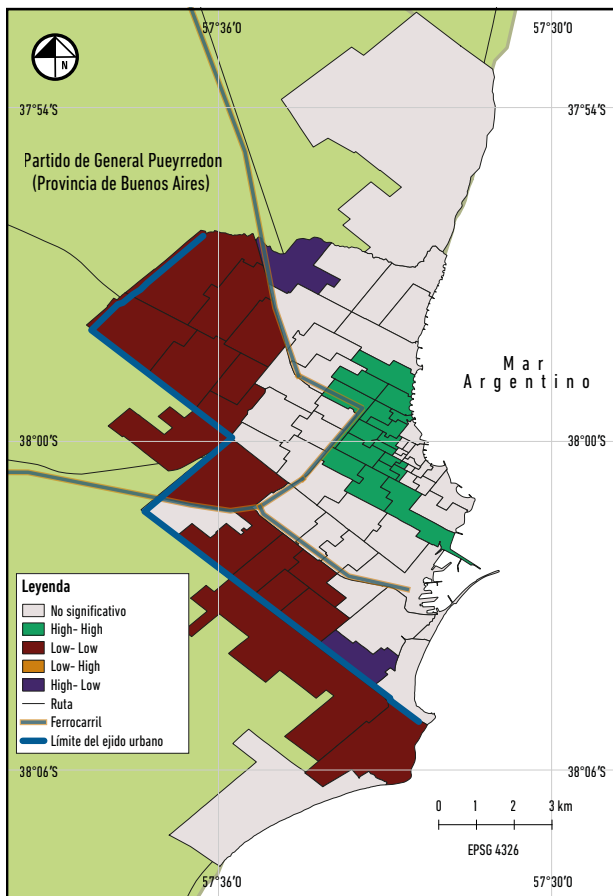 57°36'O
57°30'O
N
37°54'S
37°54'S
Partido de General Pueyrredon
(Provincia de Buenos Aires)
Mar
Argentino
38°00'S
38°00'S
Leyenda
No significativo
High- High
Low- Low
Low- High
High- Low
Ruta
Ferrocarril
Límite del ejido urbano
38°06'S
38°06'S
0 1 2 3 km
EPSG 4326
57°36'O
57°30'O